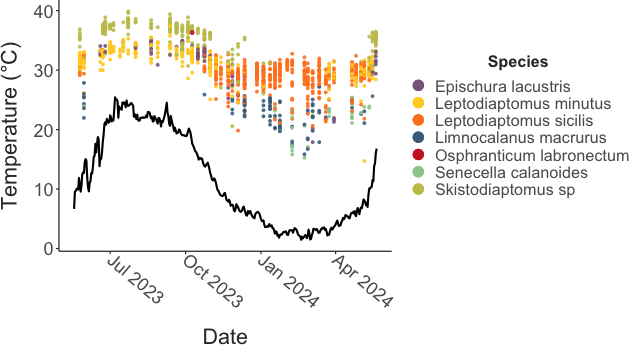 Temperature (°C)
40
30
20
10
0
Jul 2023
Oct 2023
Jan 2024
Apr 2024
Date
Species
Epischura lacustris
Leptodiaptomus minutus
Leptodiaptomus sicilis
Limnocalanus macrurus
Osphranticum labronectum
Senecella calanoides
Skistodiaptomus sp